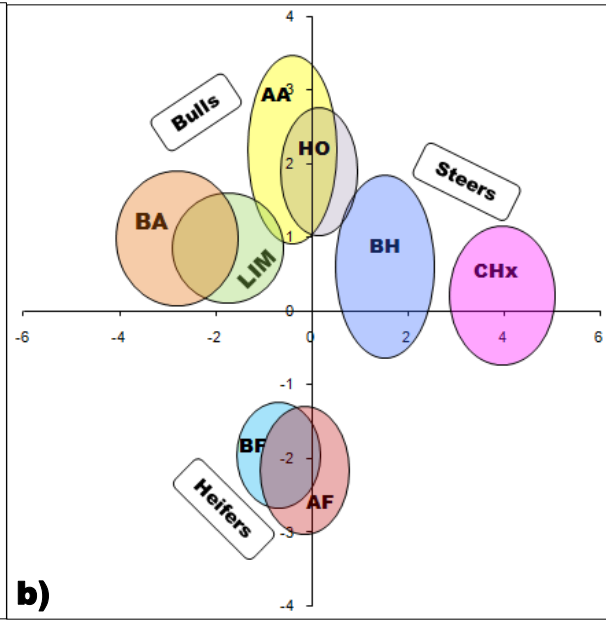 4
Bulls
AA
3
HO
2
Steers
BA
LIM
1
BH
CHx
0
-6
-4
-2
0
2
4
6
-1
BF
-2
Heifers
AF
-3
b)
-4